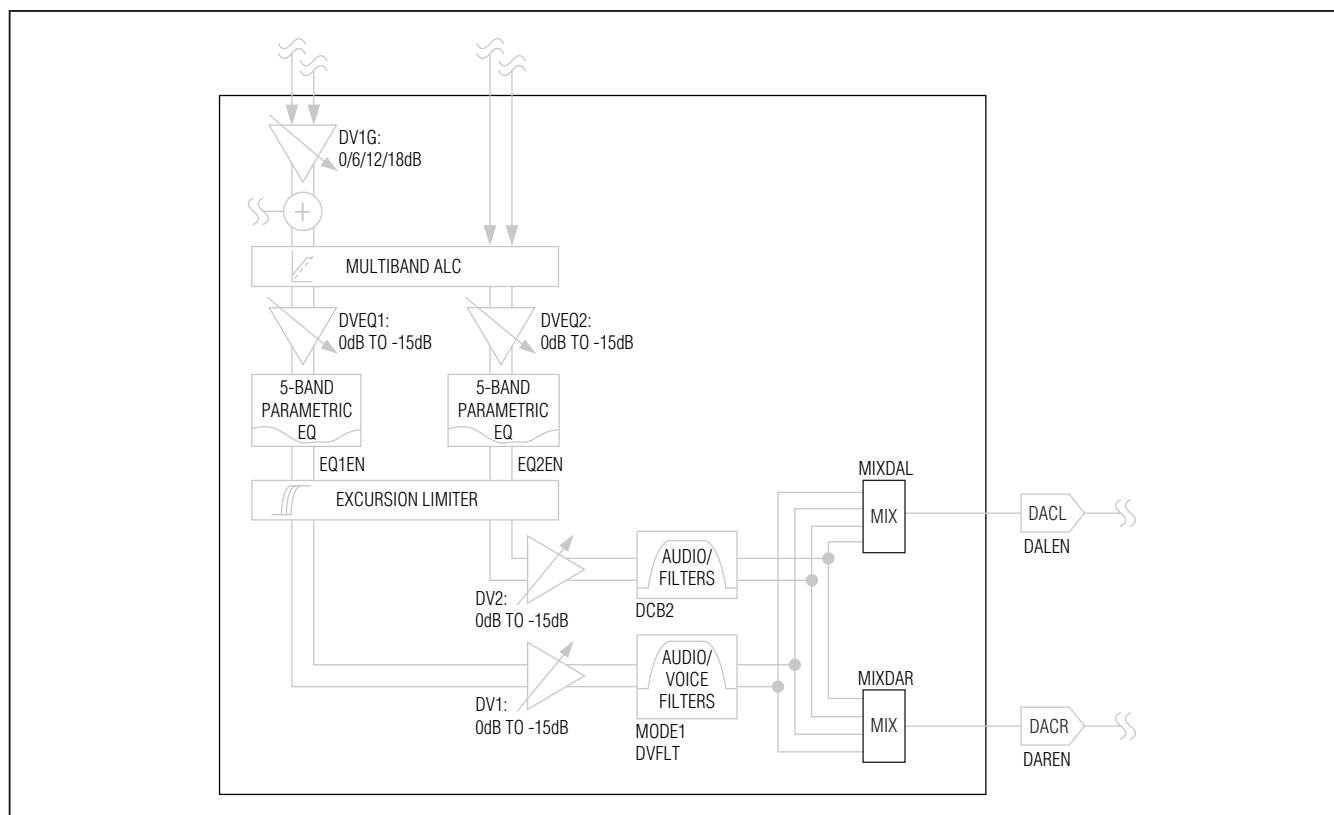 DV1G:
0/6/12/18dB
+
MULTIBAND ALC
DVEQ1:
0dB TO -15dB
DVEQ2:
0dB TO -15dB
5-BAND
PARAMETRIC
EQ
5-BAND
PARAMETRIC
EQ
EQ1EN
EQ2EN
EXCURSION LIMITER
MIXDAL
MIX
DACL
DALEN
AUDIO/
FILTERS
DCB2
DV2:
0dB TO -15dB
AUDIO/
VOICE
FILTERS
MODE1
DVFLT
DV1:
0dB TO -15dB
MIXDAR
MIX
DACR
DAREN